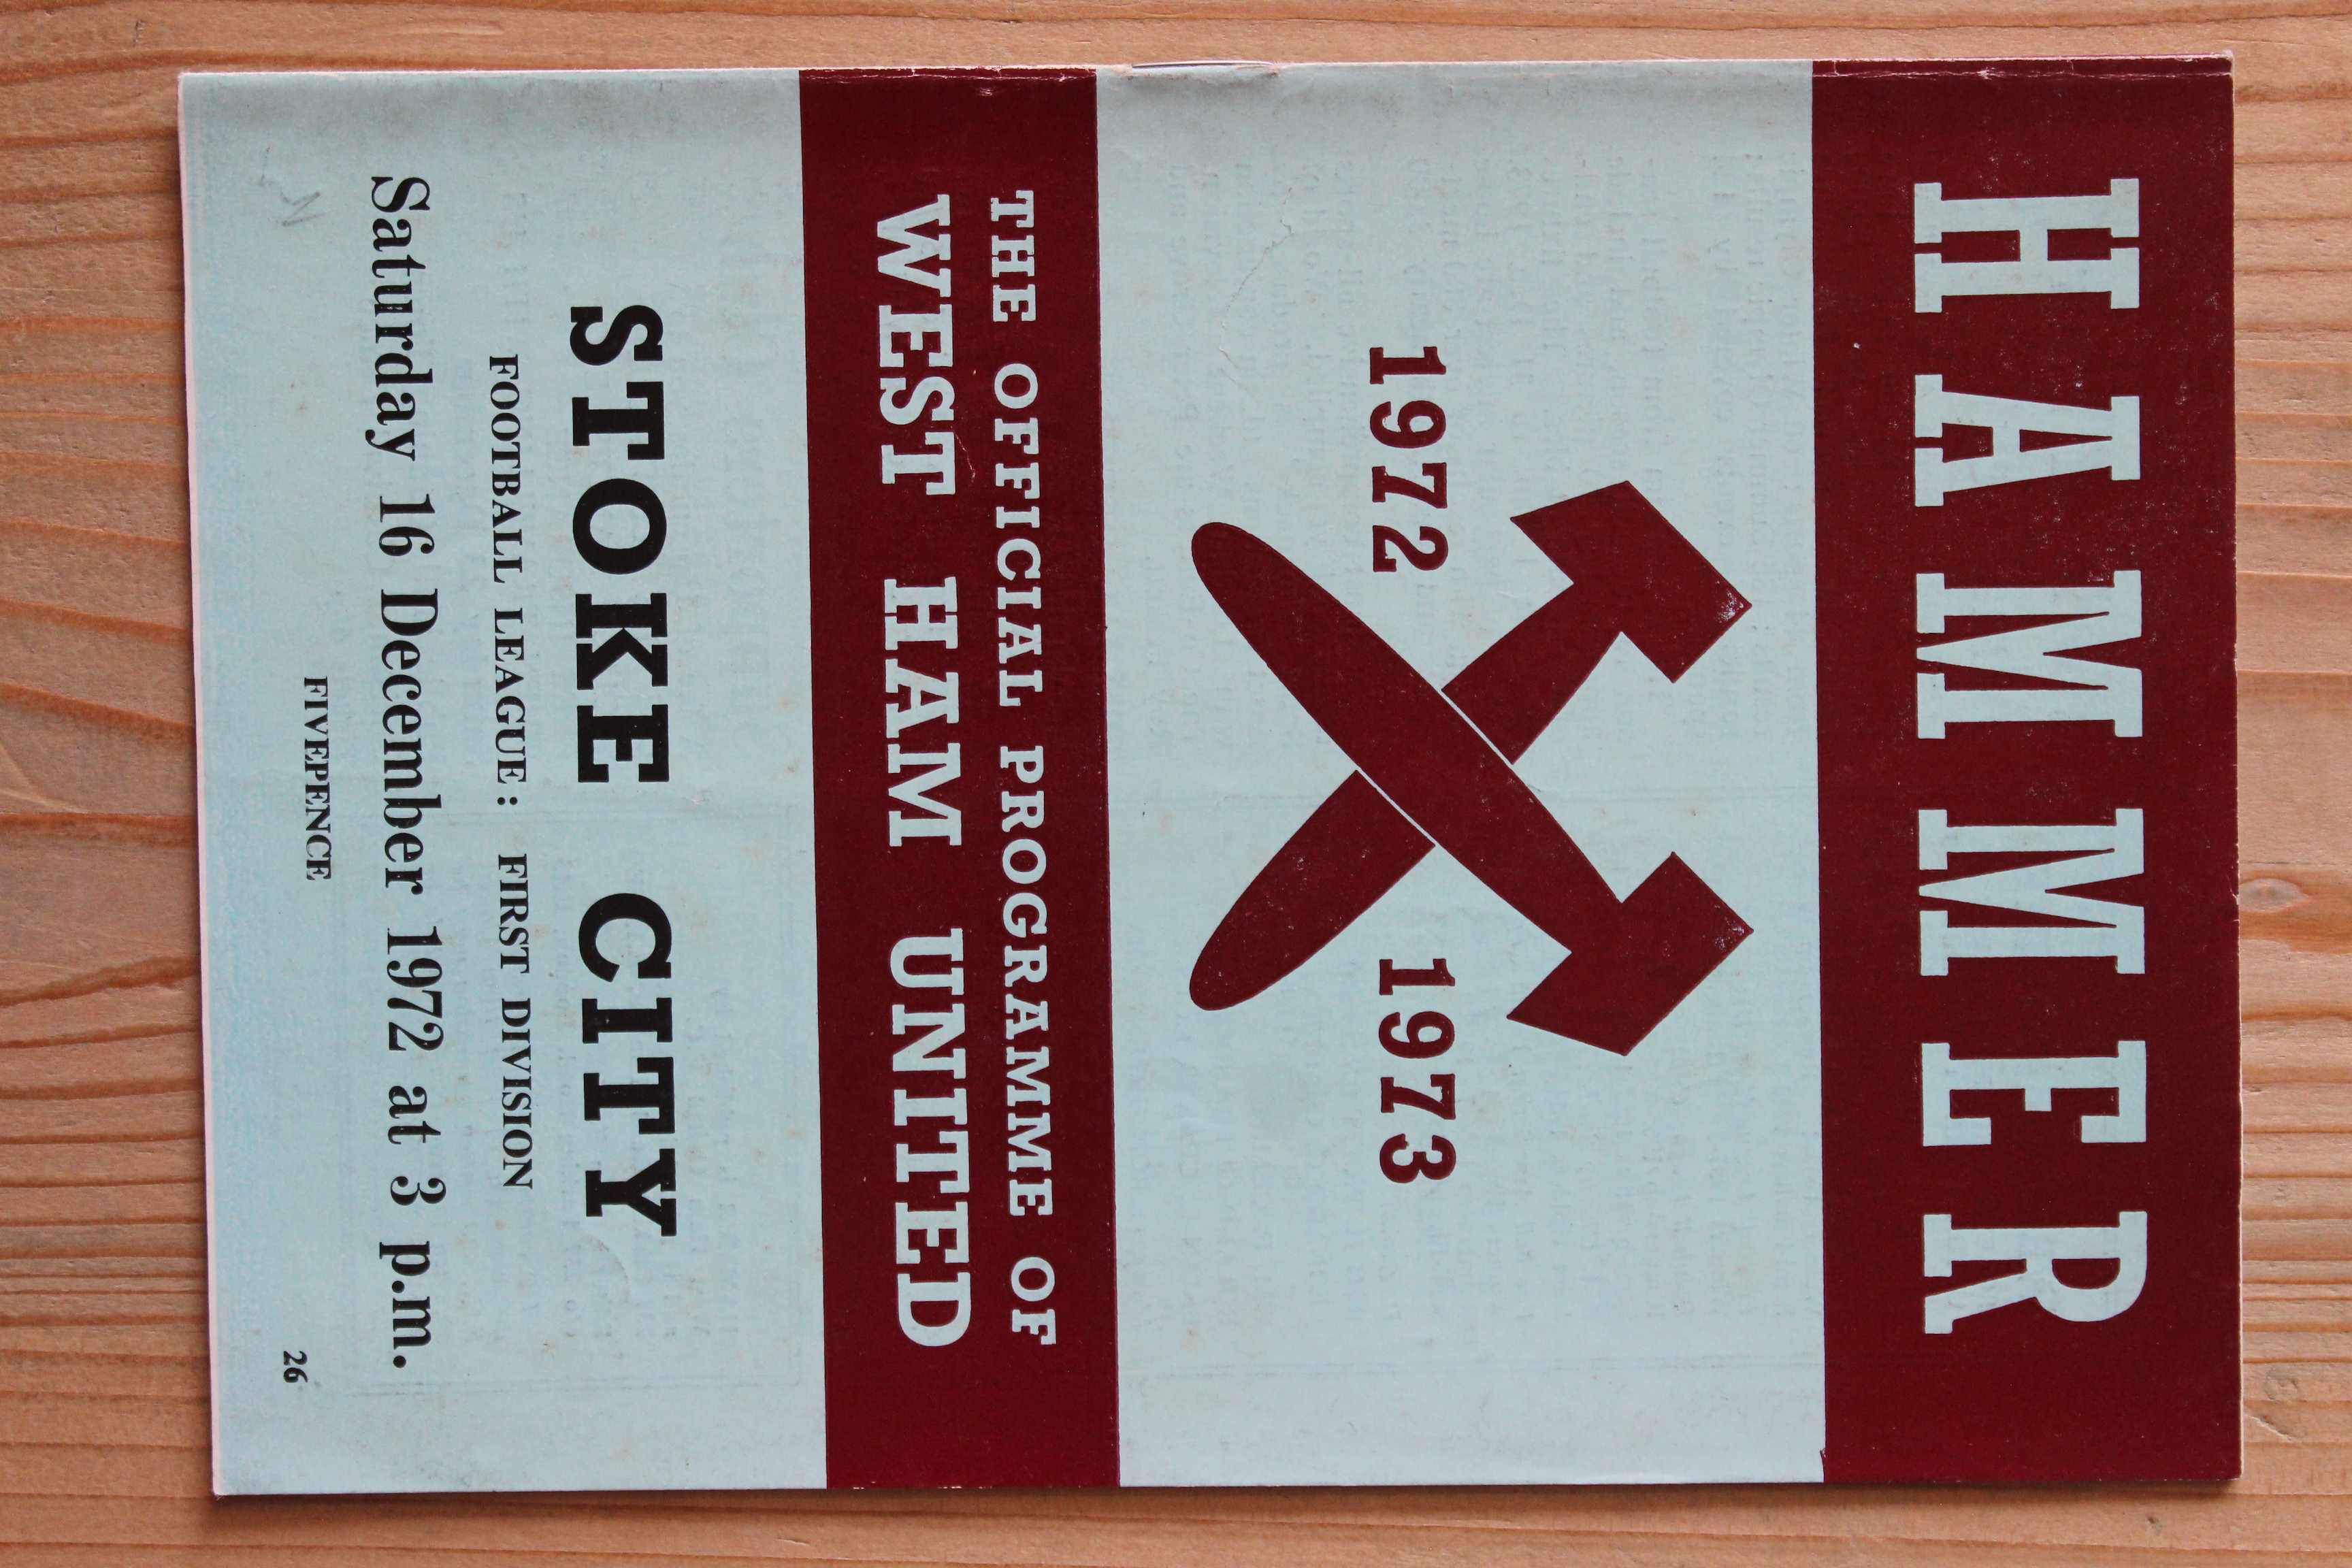 HAMMER
1972 1973
THE OFFICIAL PROGRAMME OF
WEST HAM UNITED
STOKE CITY
FOOTBALL LEAGUE: FIRST DIVISION
Saturday 16 December 1972 at 3 p.m.
FIVEPENCE
26